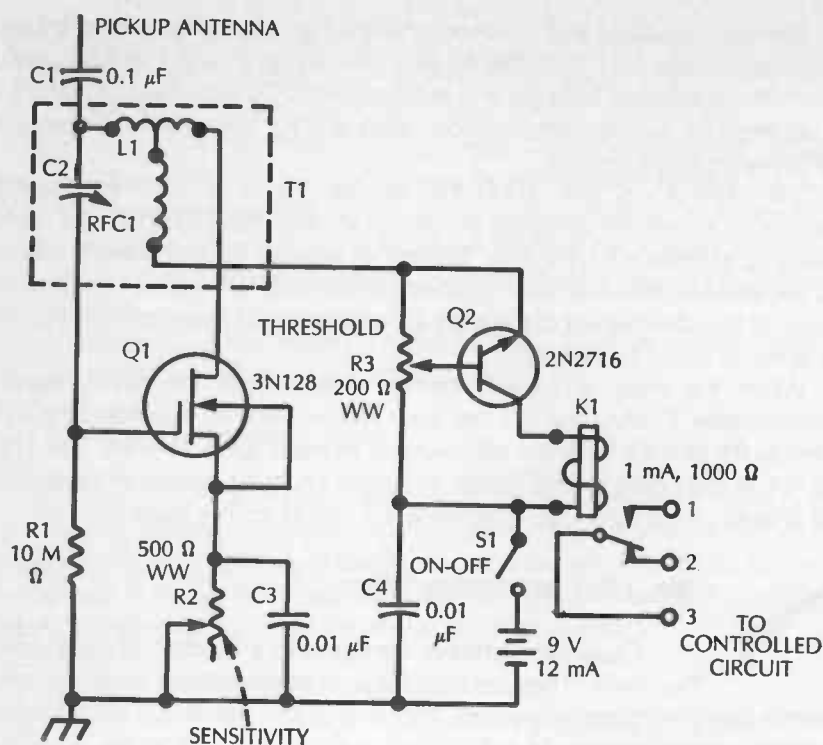 PICKUP ANTENNA
C1
0.1 µF
L1
C2
T1
RFC1
THRESHOLD
Q2
Q1
3N128
R3
200 Ω
WW
2N2716
K1
1 mA, 1000 Ω
R1
10 M
Ω
500 Ω
WW
R2
C3
0.01 µF
C4
0.01
µF
S1
ON-OFF
1
2
3
9 V
12 mA
TO
CONTROLLED
CIRCUIT
SENSITIVITY